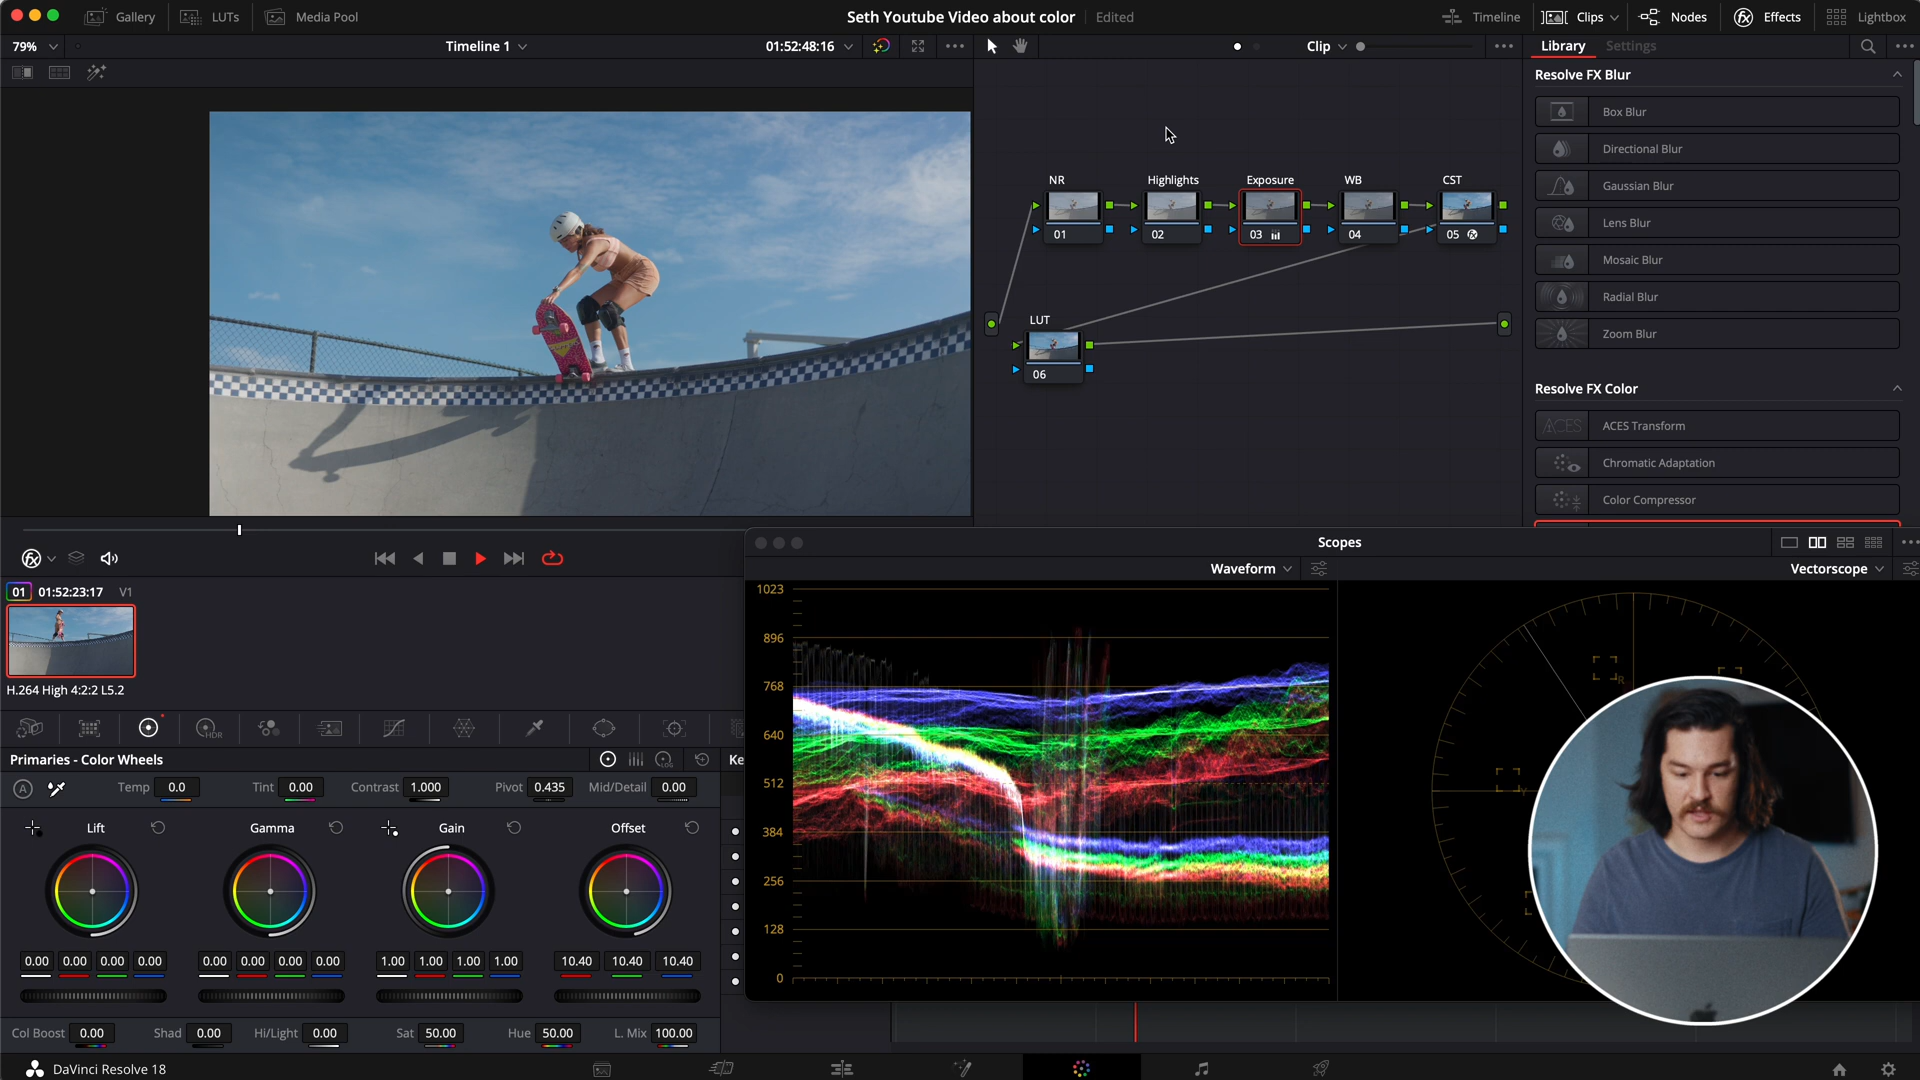 Gallery
LUTs
Media Pool
Seth Youtube Video about color
Edited
Timeline
Clips
Nodes
Effects
Lightbox
79%
Timeline 1
01:52:48:16
Clip
Library
Settings
Resolve FX Blur
Box Blur
Directional Blur
Gaussian Blur
Lens Blur
Mosaic Blur
Radial Blur
Zoom Blur
Resolve FX Color
ACES
ACES Transform
Chromatic Adaptation
Color Compressor
NR
Highlights
Exposure
WB
CST
01
02
03
04
05
LUT
06
01
01:52:23:17
V1
H.264 High 4:2:2 L5.2
Scopes
Waveform
Vectorscope
1023
896
768
640
512
384
256
128
0
R
HDR
Primaries - Color Wheels
LOG
Ke
A
Temp
0.0
Tint
0.00
Contrast
1.000
Pivot
0.435
Mid/Detail
0.00
Lift
Gamma
Gain
Offset
0.00
0.00
0.00
0.00
0.00
0.00
0.00
0.00
1.00
1.00
1.00
1.00
10.40
10.40
10.40
Col Boost
0.00
Shad
0.00
Hi/Light
0.00
Sat
50.00
Hue
50.00
L. Mix
100.00
DaVinci Resolve 18